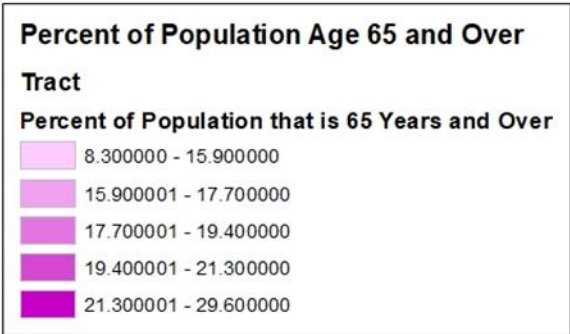 Percent of Population Age 65 and Over
Tract
Percent of Population that is 65 Years and Over
8.300000 - 15.900000
15.900001 - 17.700000
17.700001 - 19.400000
19.400001 - 21.300000
21.300001 - 29.600000